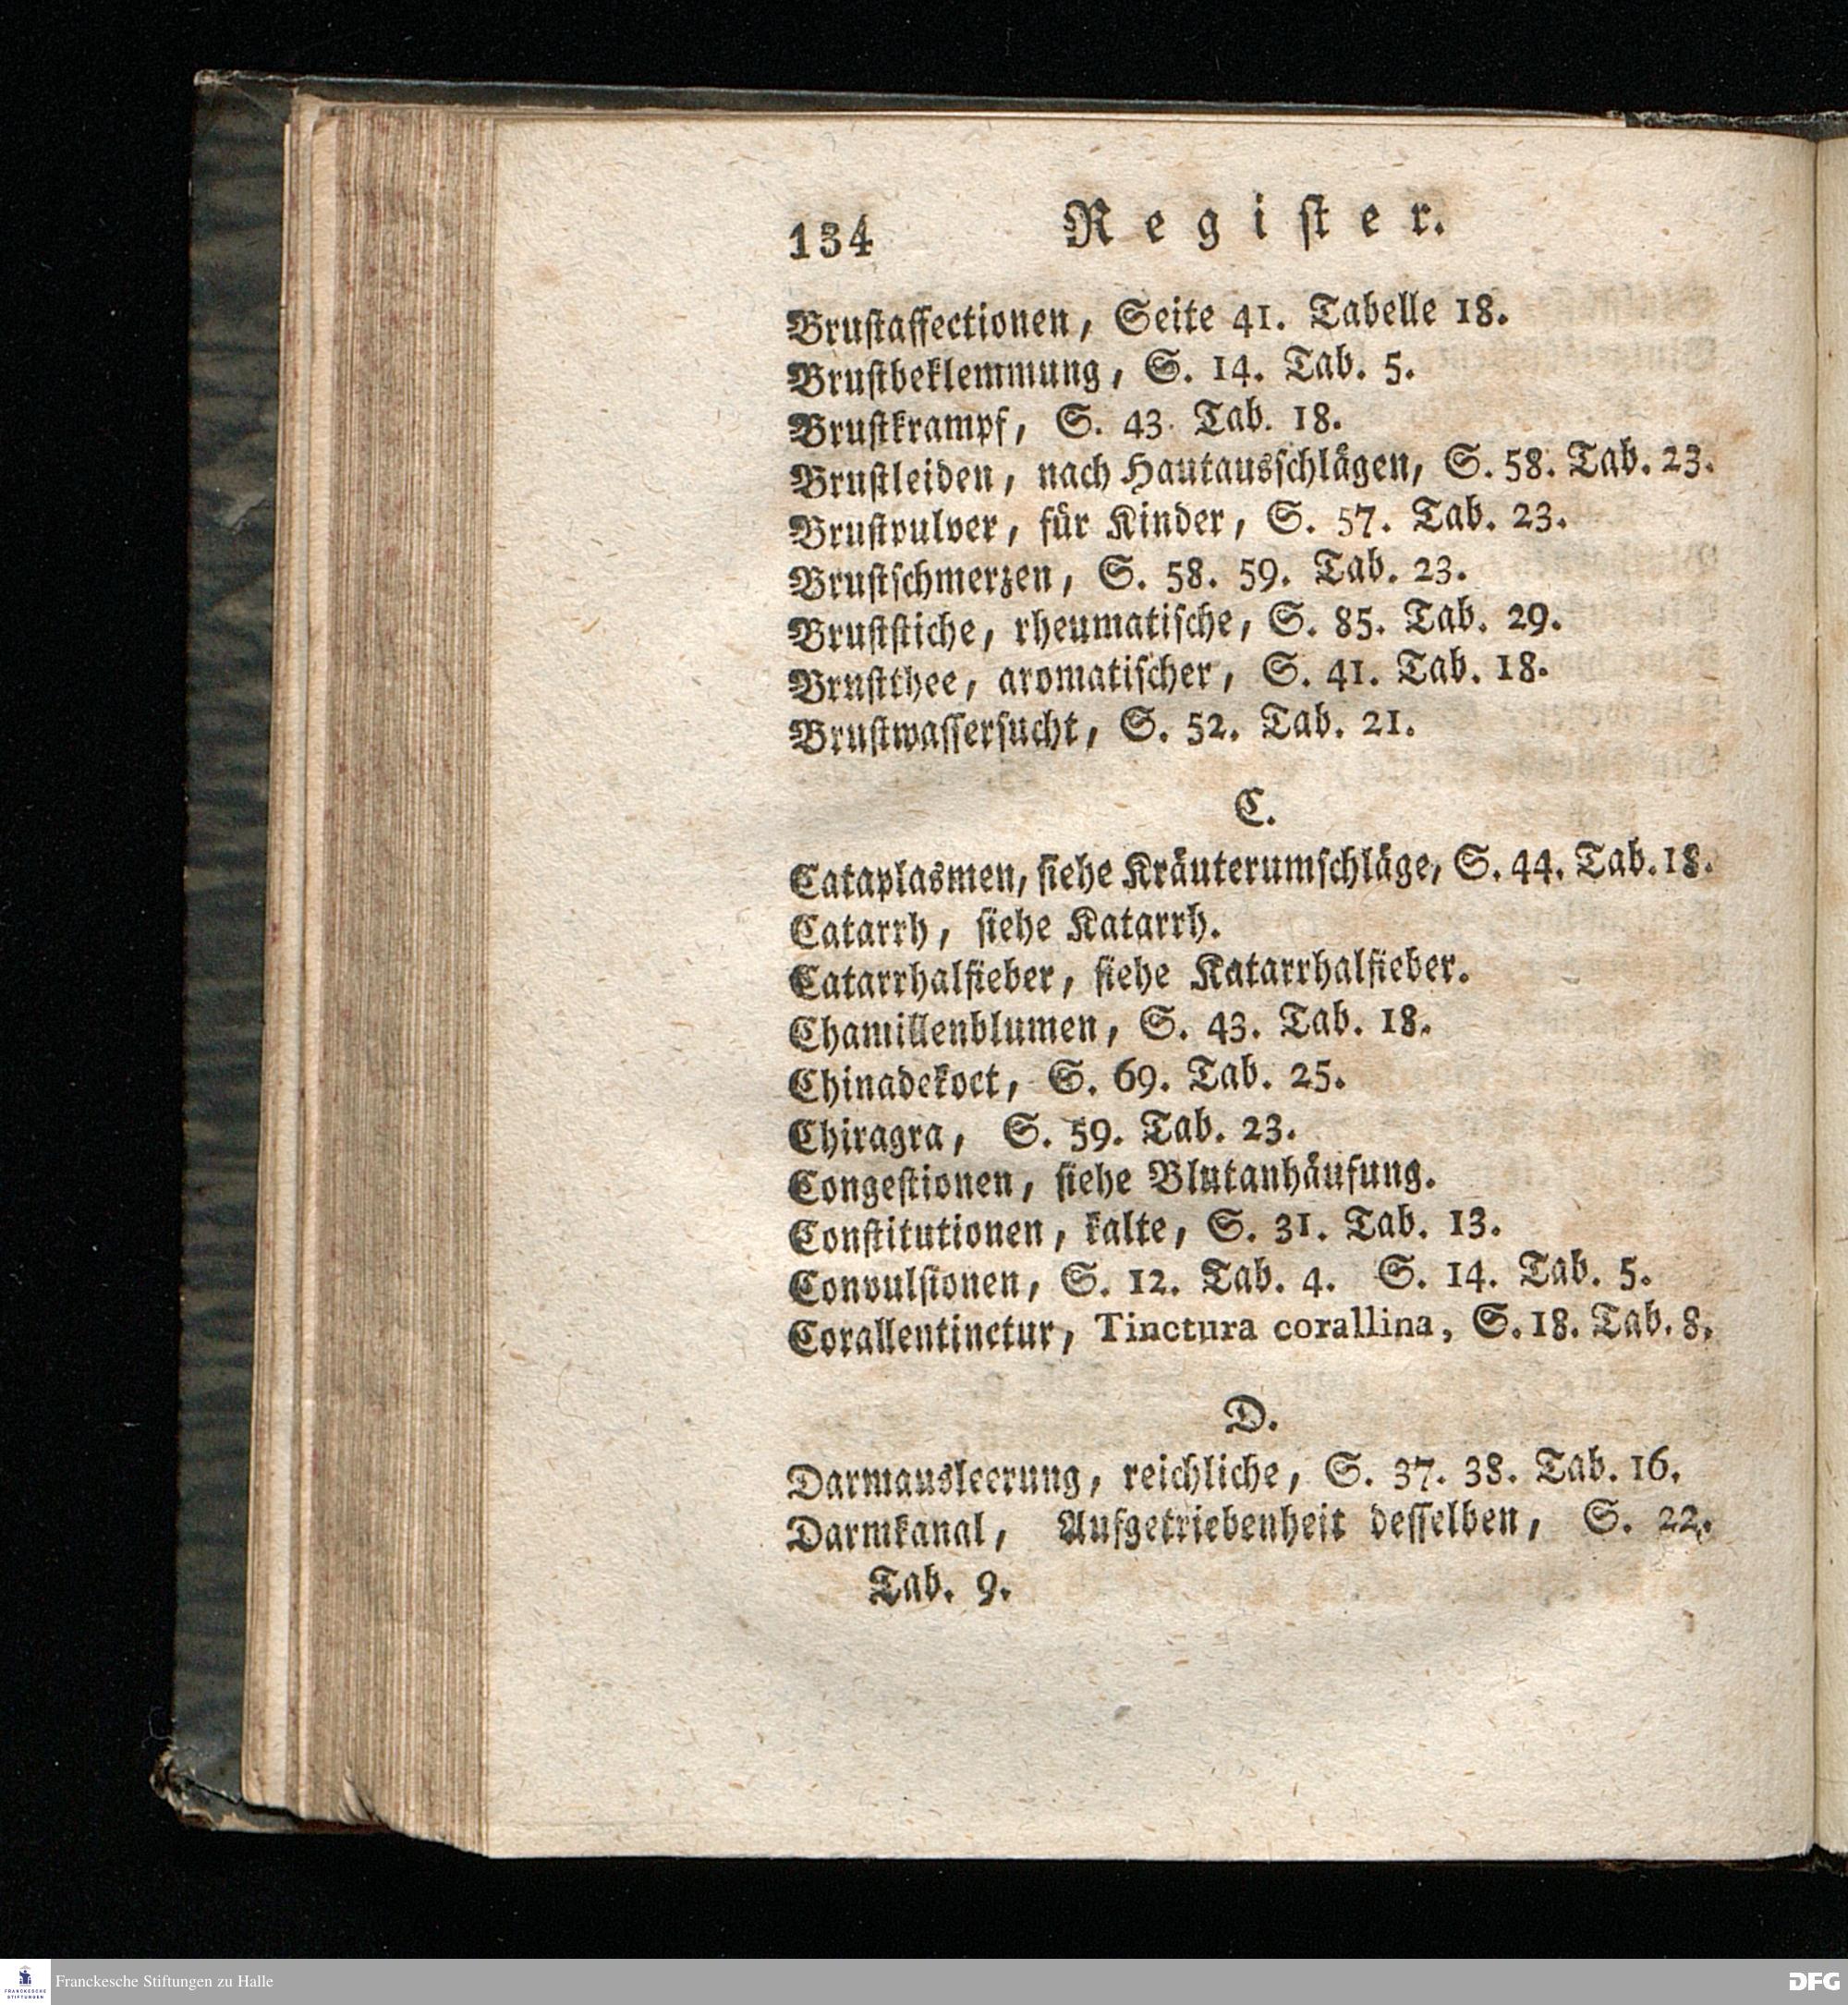 134 Register.
Brustaffectionen, Seite 41. Tabelle 18.
Brustbeklemmung, S. 14. Tab. 5.
Brustkrampf, S. 43. Tab. 18.
Brustleiden, nach Hautausschlägen, S. 58. Tab. 23.
Brustpulver, für Kinder, S. 57. Tab. 23.
Brustschmerzen, S. 58. 59. Tab. 23.
Bruststiche, rheumatische, S. 85. Tab. 29.
Brustthee, aromatischer, S. 41. Tab. 18.
Brustwassersucht, S. 52. Tab. 21.
C.
Cataplasmen, siehe Kräuterumschläge, S. 44. Tab. 18.
Catarrh, siehe Katarrh.
Catarrhalfieber, siehe Katarrhalfieber.
Chamillenblumen, S. 43. Tab. 18.
Chinadekoct, S. 69. Tab. 25.
Chiragra, S. 59. Tab. 23.
Congestionen, siehe Blutanhäufung.
Constitutionen, kalte, S. 31. Tab. 13.
Convulsionen, S. 12. Tab. 4. S. 14. Tab. 5.
Corallentinctur, Tinctura corallina, S. 18. Tab. 8.
D.
Darmausleerung, reichliche, S. 37. 38. Tab. 16.
Darmkanal, Aufgetriebenheit desselben, S. 22.
Tab. 9.
FRANCKESCHE
STIFTUNGEN
Franckesche Stiftungen zu Halle
DFG